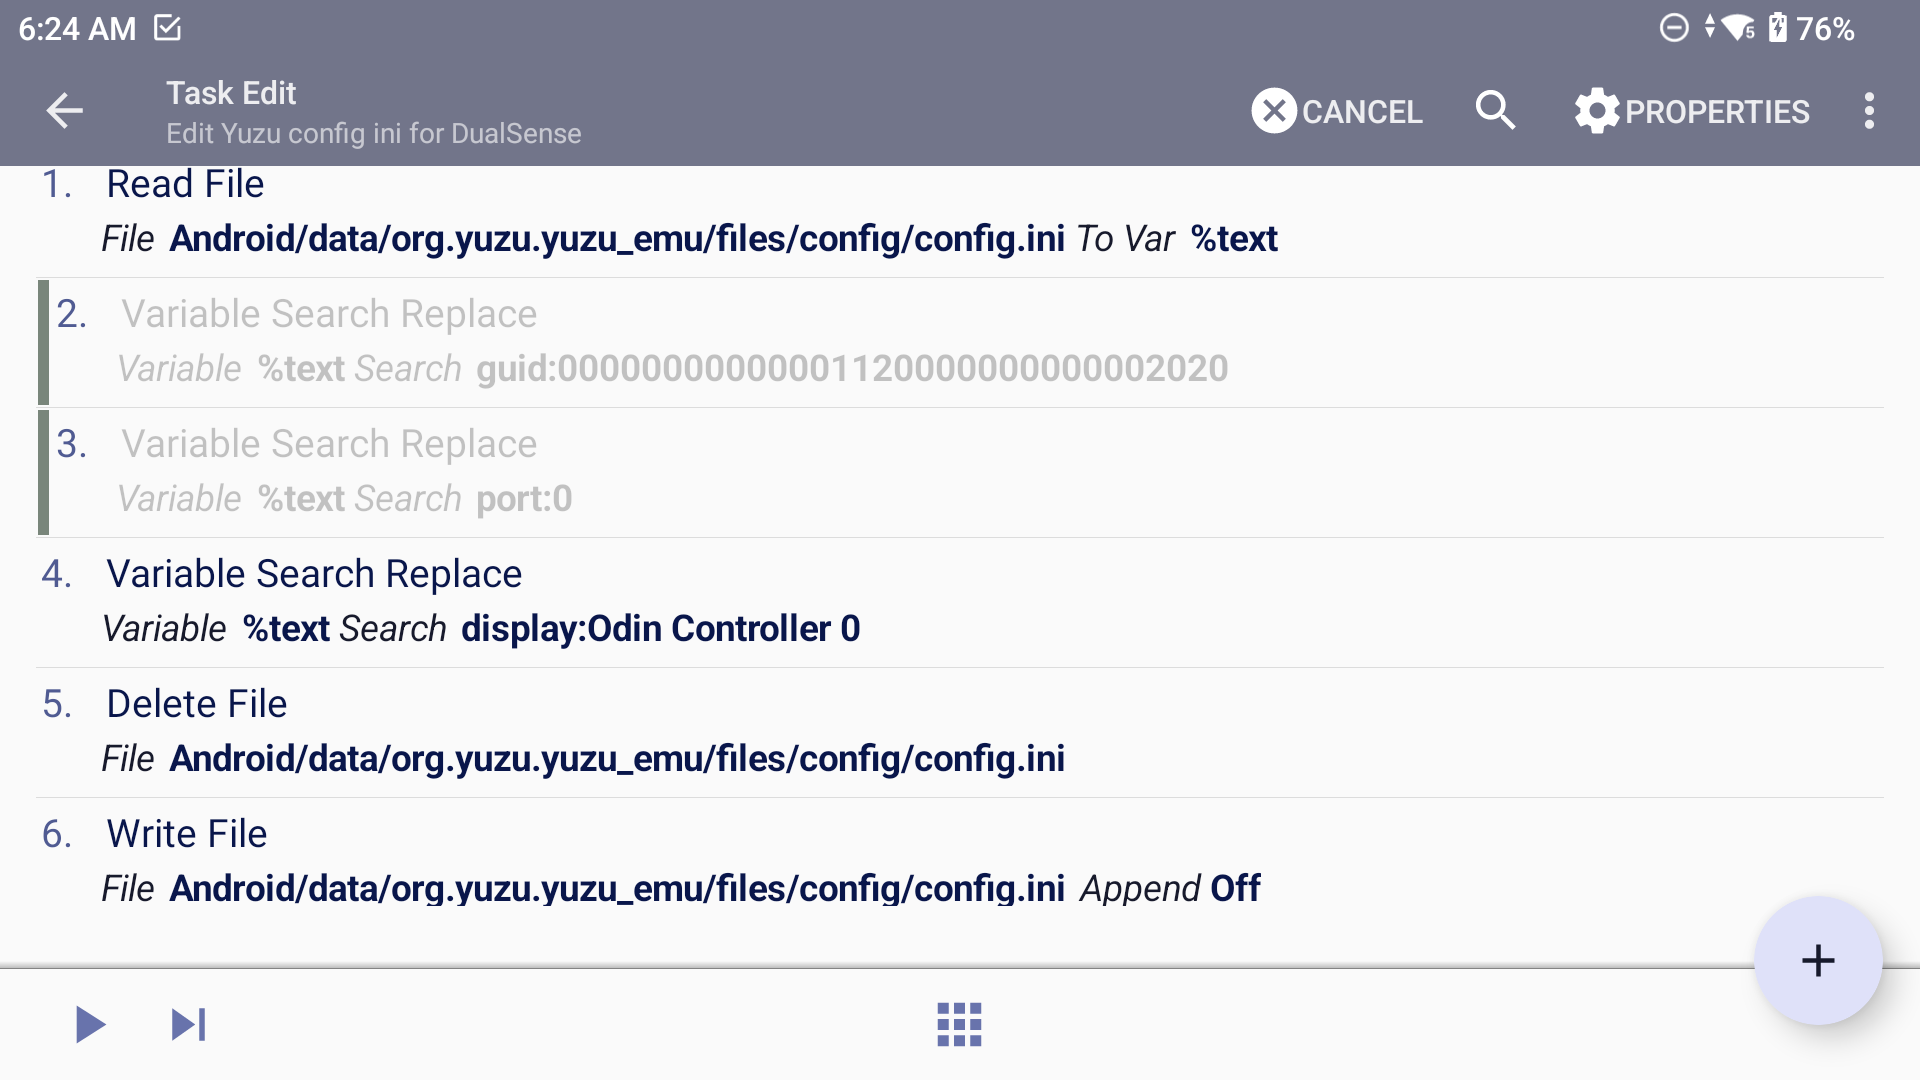 6:24 AM 5 76%
Task Edit
Edit Yuzu config ini for DualSense
CANCEL PROPERTIES
1. Read File
File Android/data/org.yuzu.yuzu_emu/files/config/config.ini To Var %text
2. Variable Search Replace
Variable %text Search guid:00000000000001120000000000002020
3. Variable Search Replace
Variable %text Search port:0
4. Variable Search Replace
Variable %text Search display:Odin Controller 0
5. Delete File
File Android/data/org.yuzu.yuzu_emu/files/config/config.ini
6. Write File
File Android/data/org.yuzu.yuzu_emu/files/config/config.ini Append Off